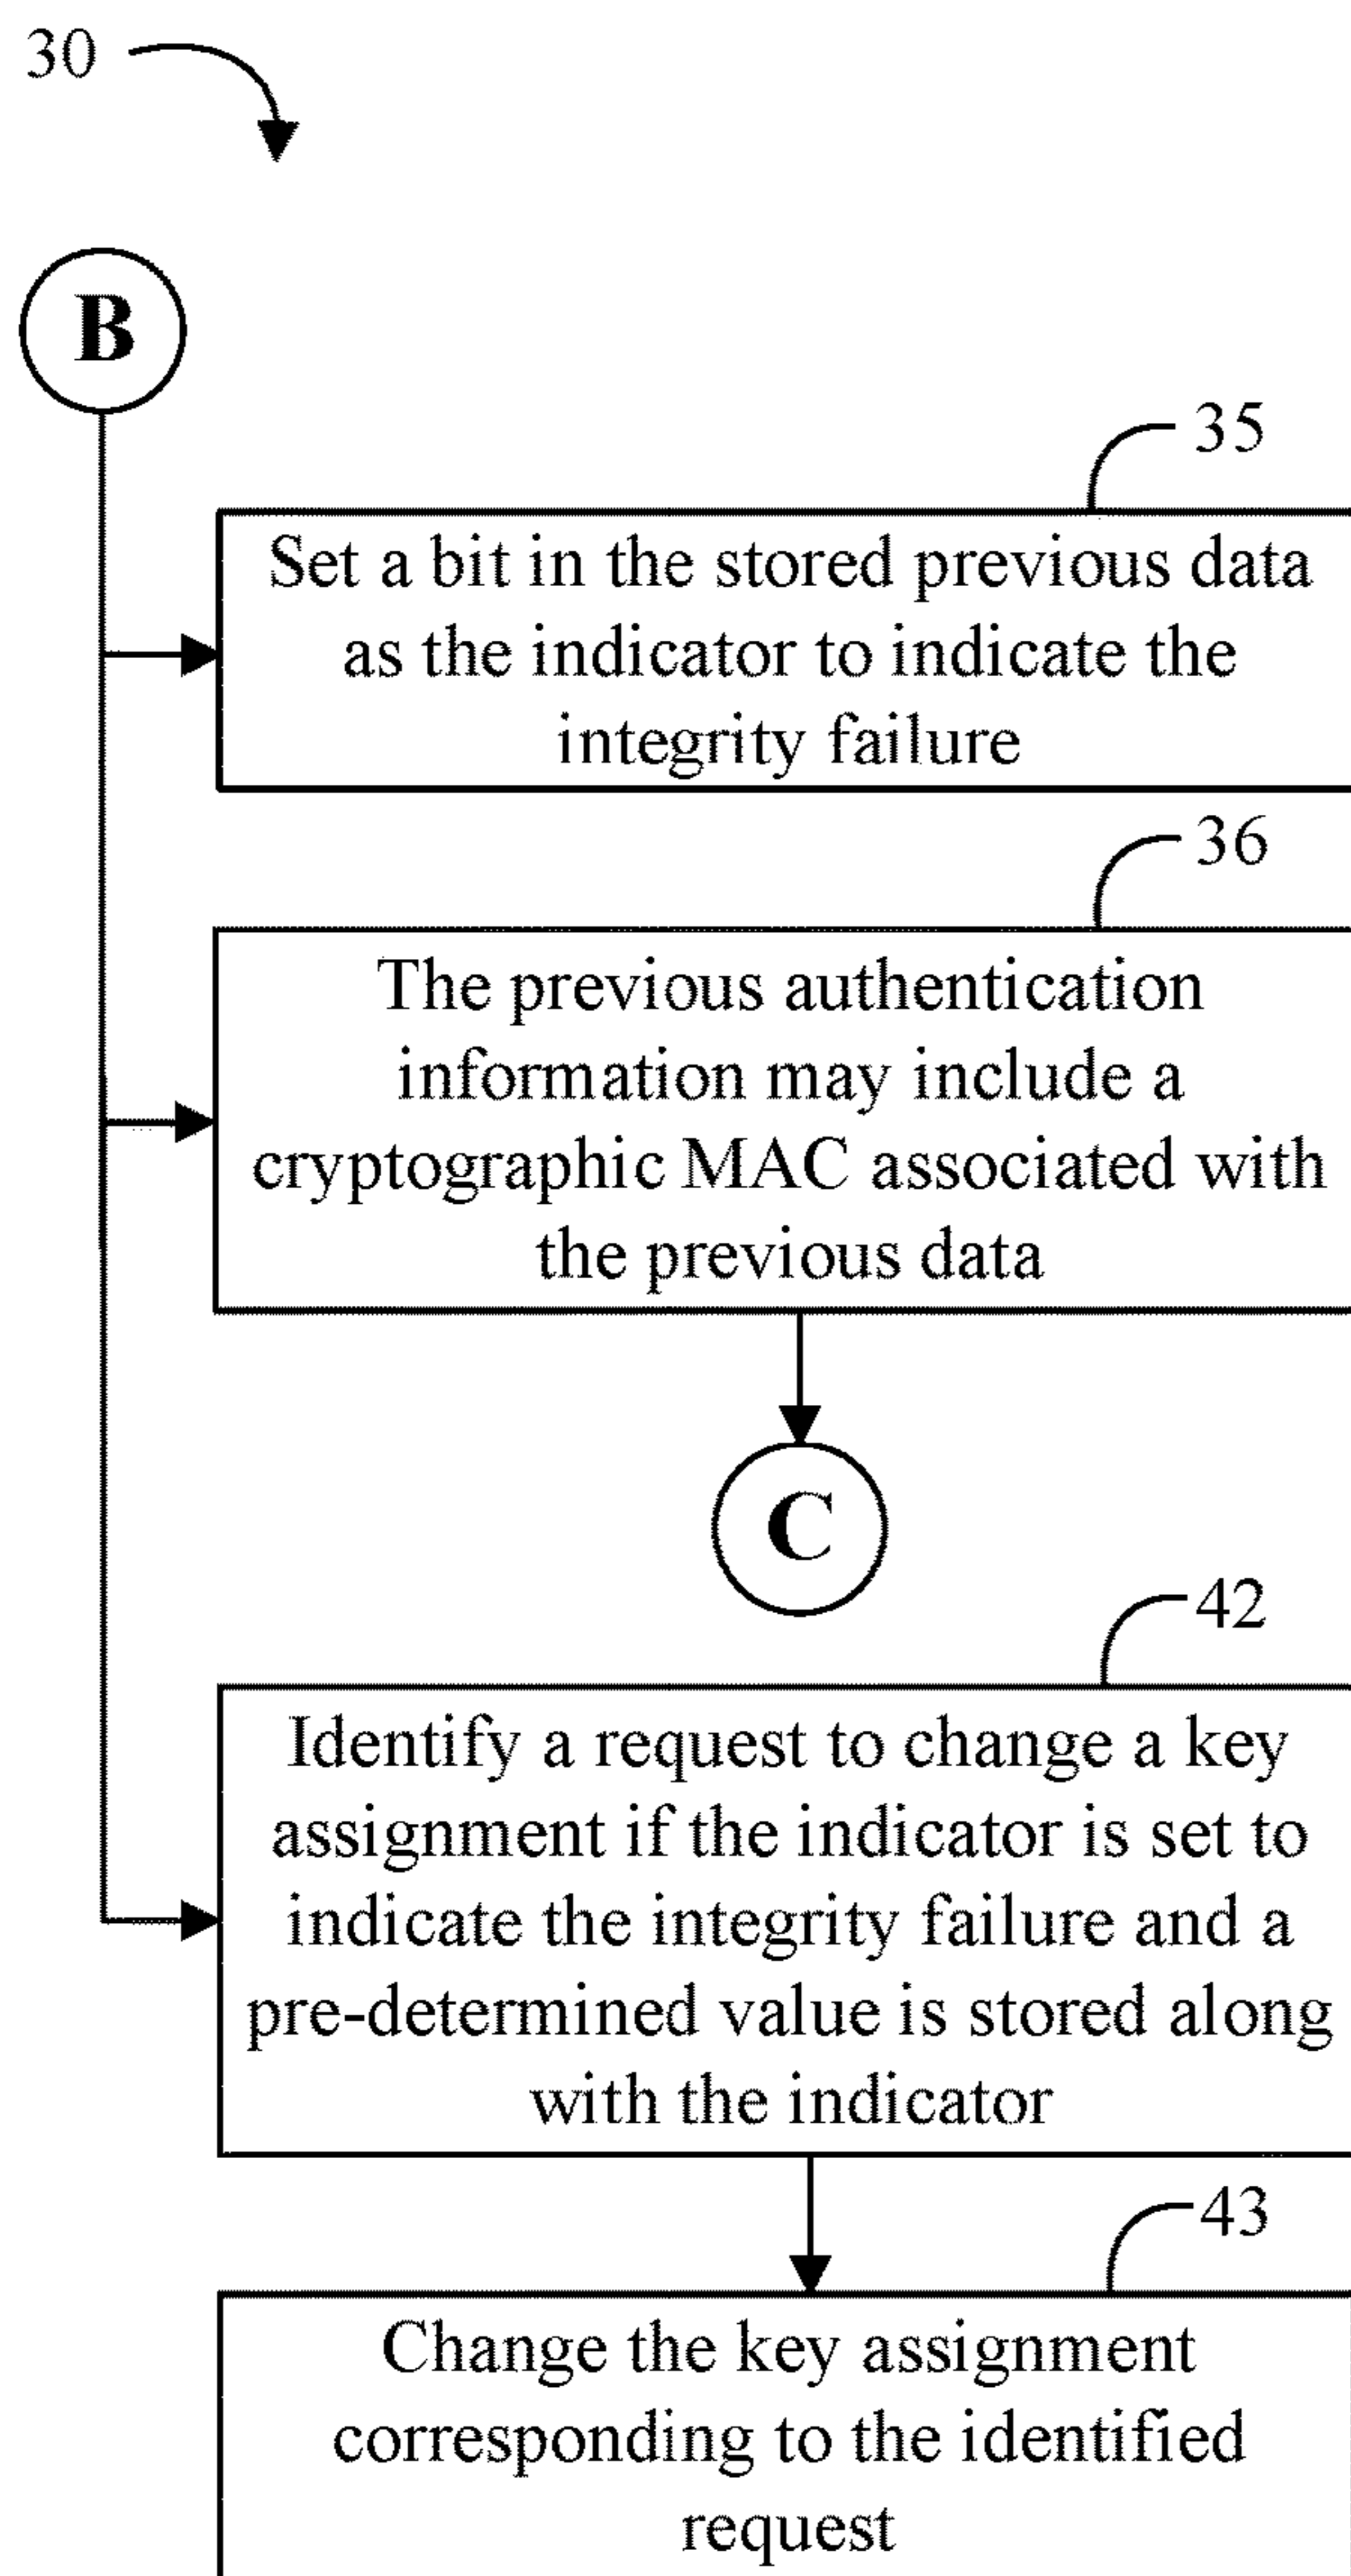 30
B
35
Set a bit in the stored previous data
as the indicator to indicate the
integrity failure
36
The previous authentication
information may include a
cryptographic MAC associated with
the previous data
C
42
Identify a request to change a key
assignment if the indicator is set to
indicate the integrity failure and a
pre-determined value is stored along
with the indicator
43
Change the key assignment
corresponding to the identified
request